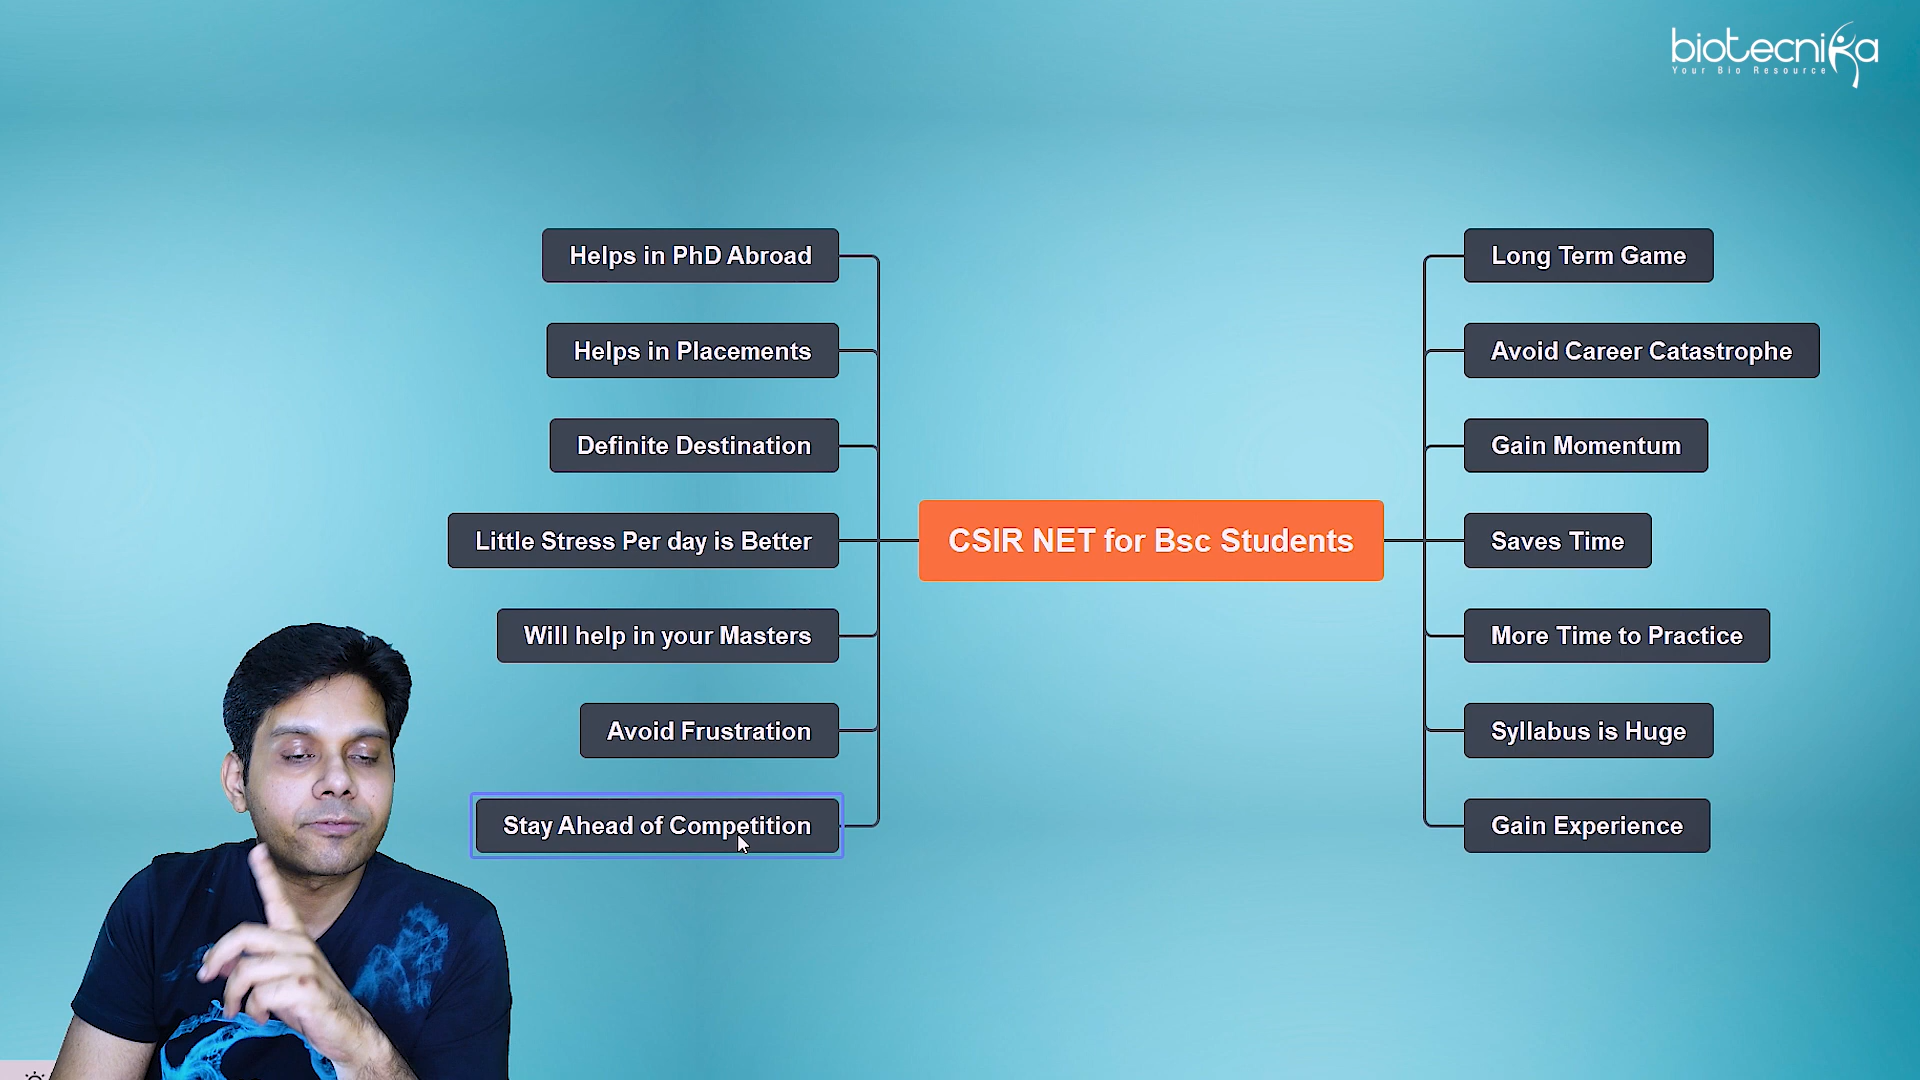 biotecnika
Your Bio Resource
Helps in PhD Abroad
Helps in Placements
Definite Destination
Little Stress Per day is Better
Will help in your Masters
Avoid Frustration
Stay Ahead of Competition
CSIR NET for Bsc Students
Long Term Game
Avoid Career Catastrophe
Gain Momentum
Saves Time
More Time to Practice
Syllabus is Huge
Gain Experience